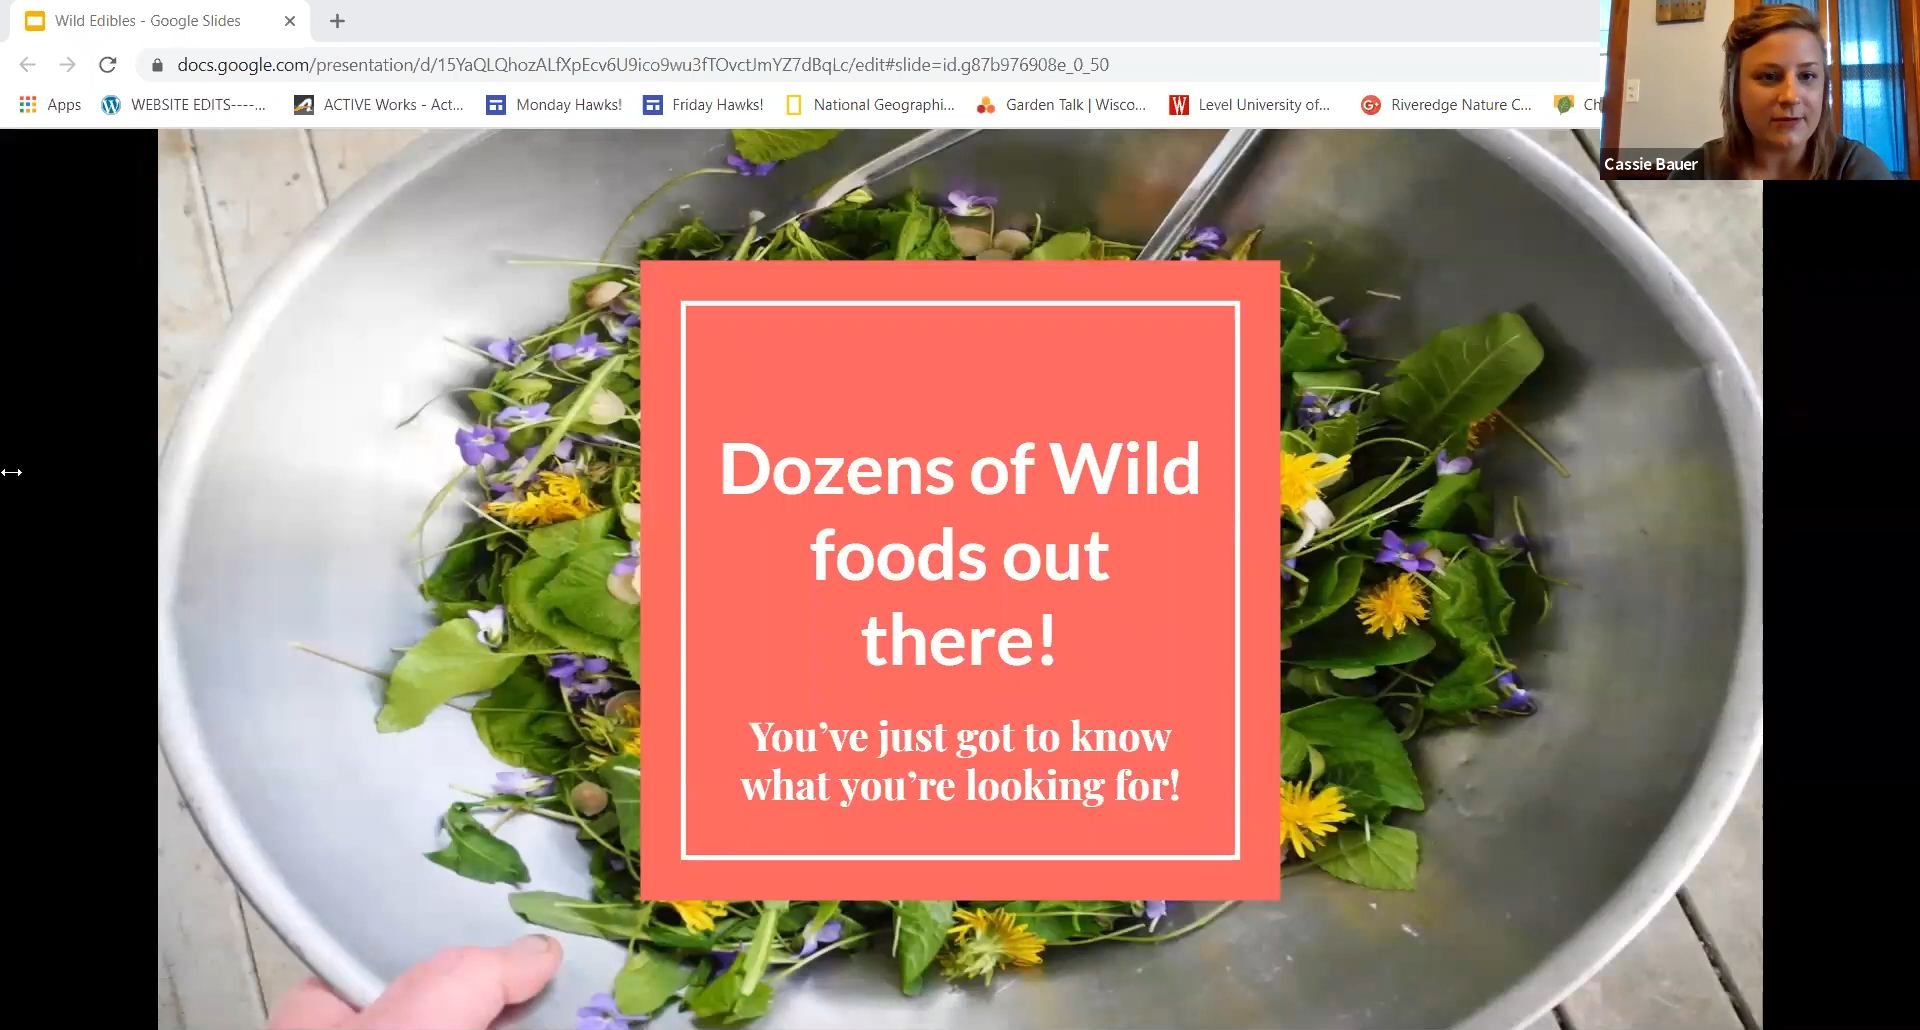 Wild Edibles - Google Slides
docs.google.com/presentation/d/15YaQLQhozALfXpEcv6U9ico9wu3fTOvctJmYZ7dBqLc/edit#slide=id.g87b976908e_0_50
Apps WEBSITE EDITS----... ACTIVE Works - Act... Monday Hawks! Friday Hawks! National Geographi... Garden Talk | Wisco... Level University of... Riveredge Nature C... Ch
Cassie Bauer
Dozens of Wild
foods out
there!
You’ve just got to know
what you’re looking for!